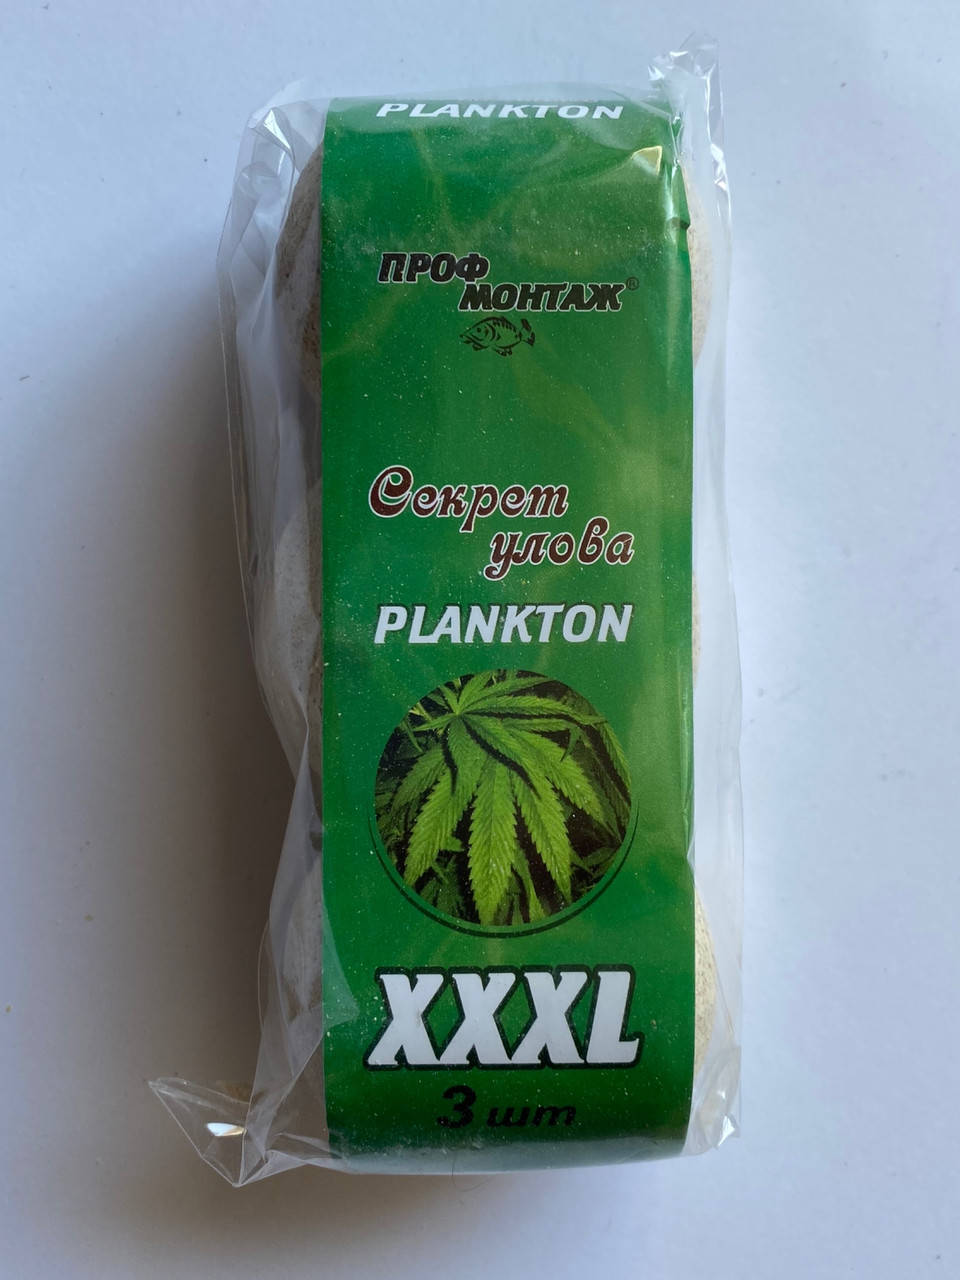 PLANKTON
ПРОФ
МОНТАЖ®
Секрет
улова
PLANKTON
XXXL
3 шт